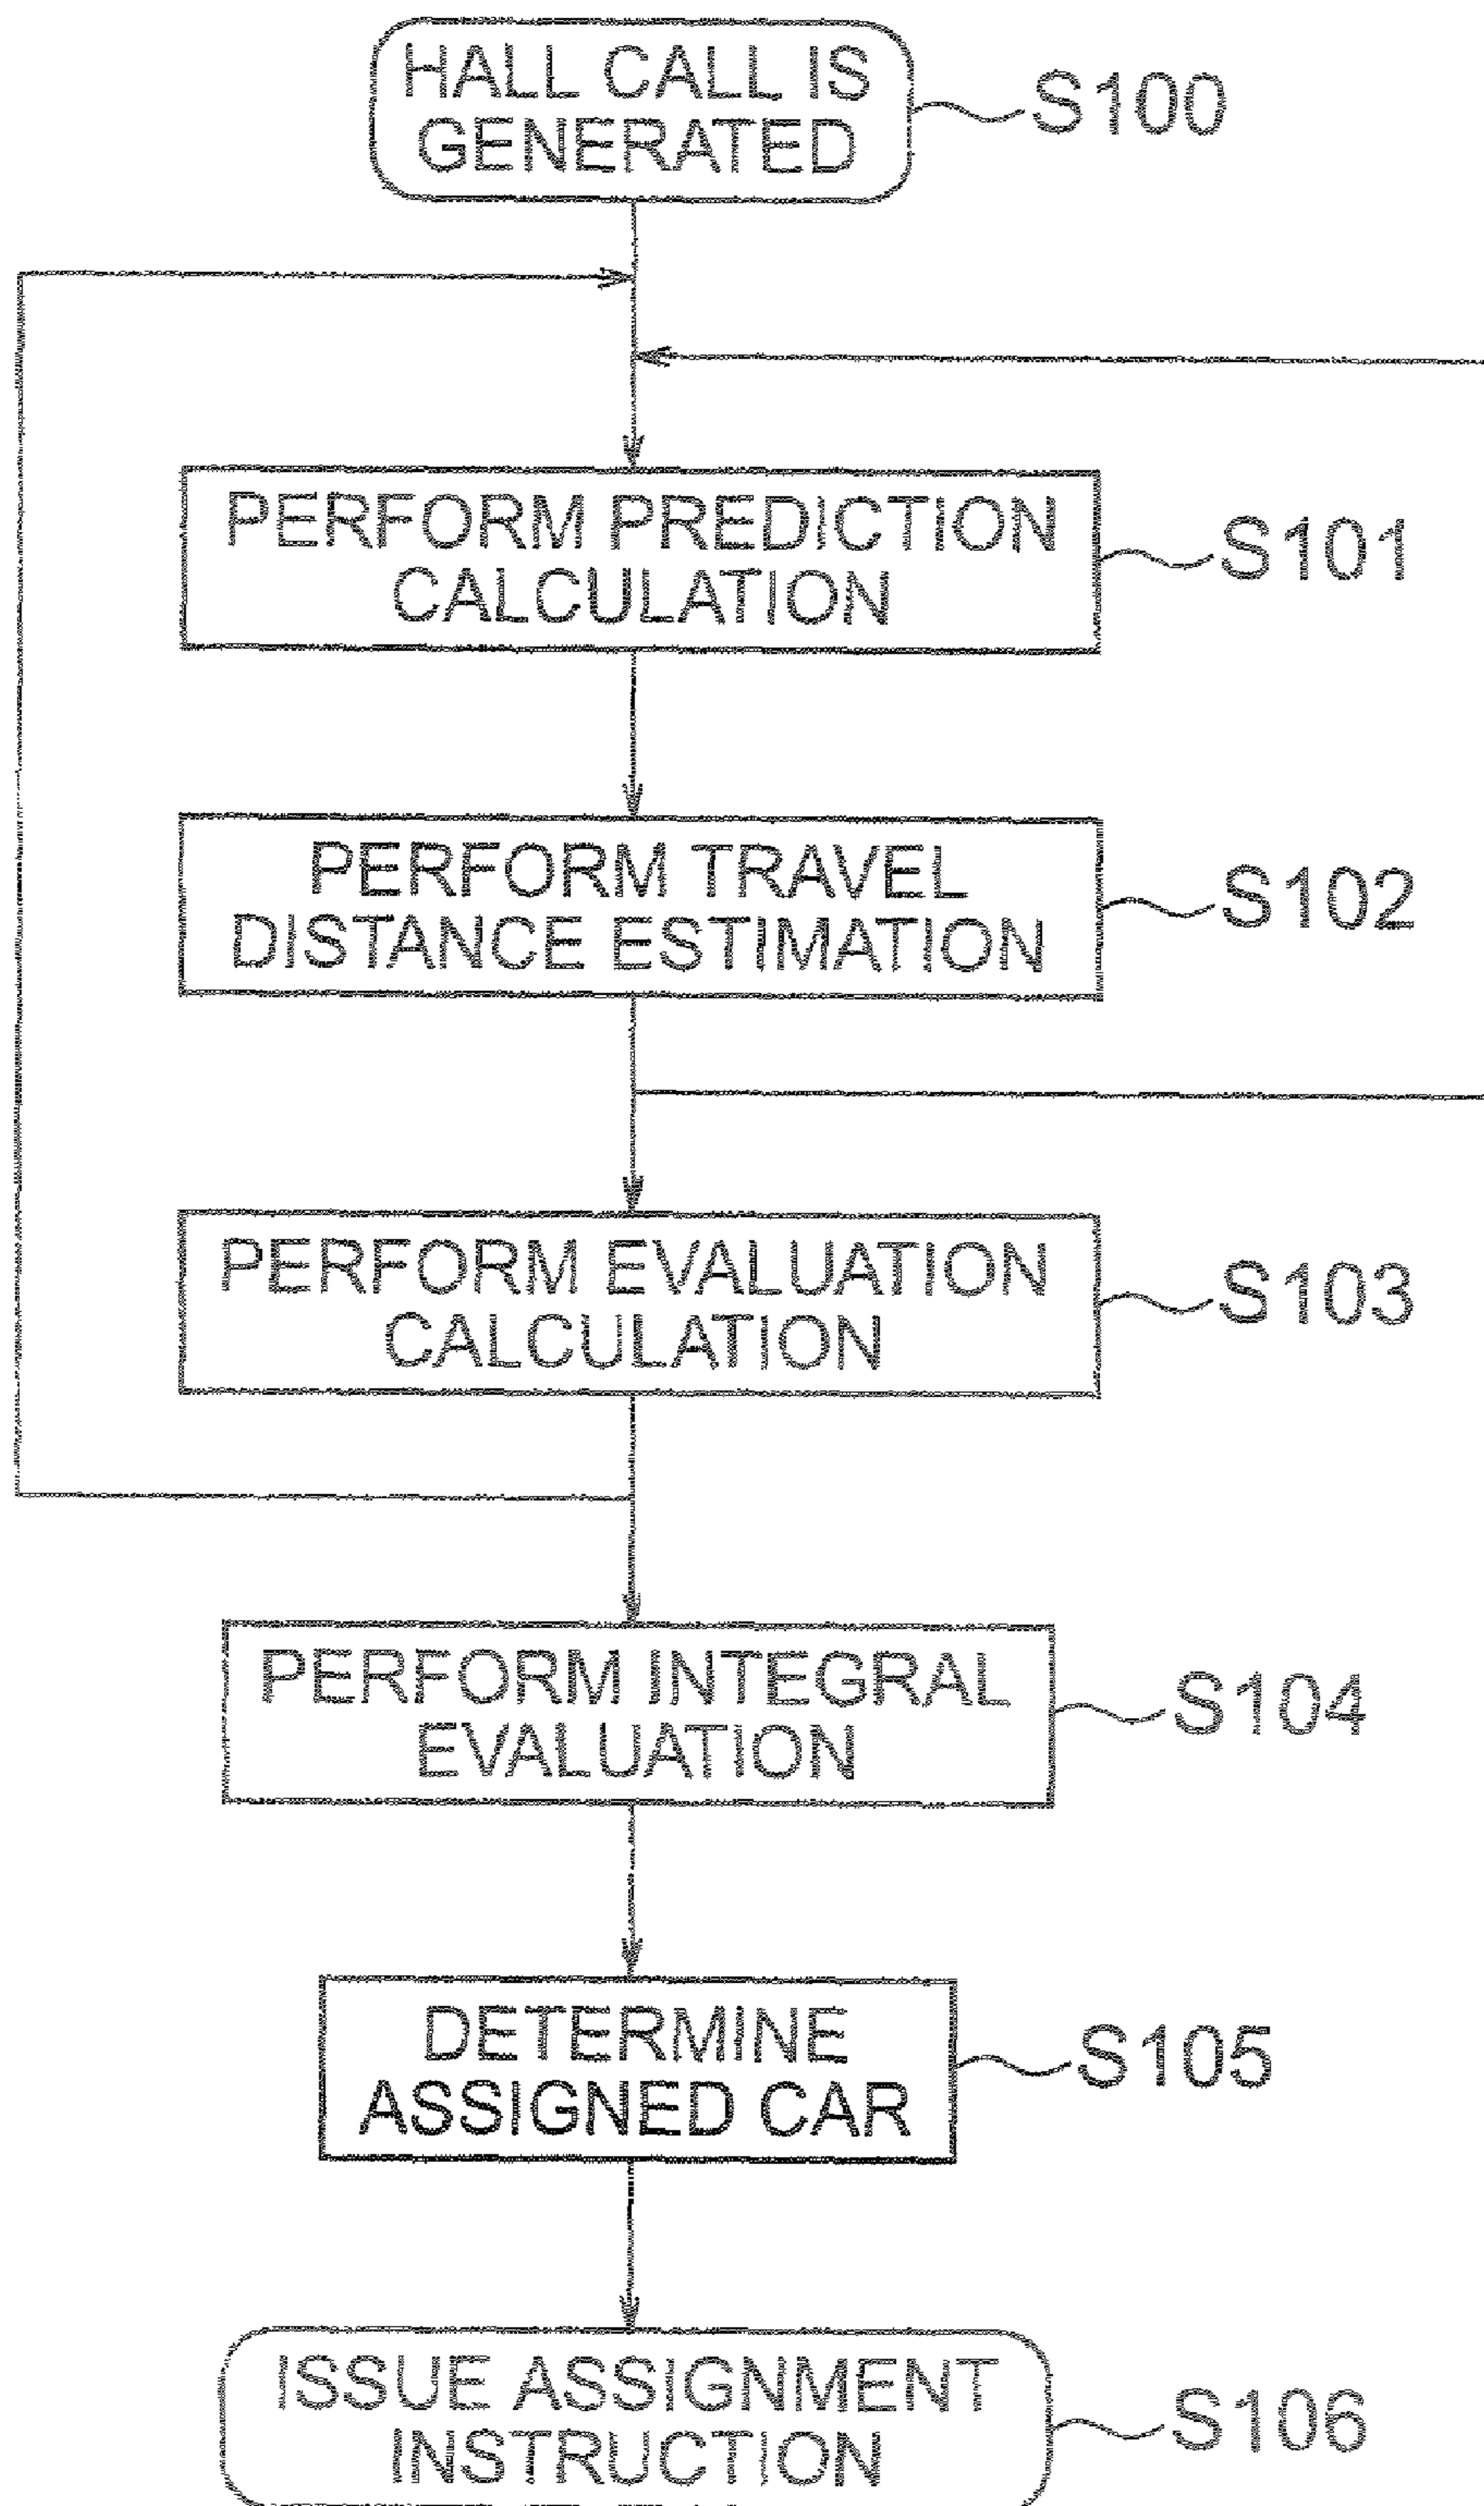 HALL CALL IS
GENERATED
S100
PERFORM PREDICTION
CALCULATION
S101
PERFORM TRAVEL
DISTANCE ESTIMATION
S102
PERFORM EVALUATION
CALCULATION
S103
PERFORM INTEGRAL
EVALUATION
S104
DETERMINE
ASSIGNED CAR
S105
ISSUE ASSIGNMENT
INSTRUCTION
S106